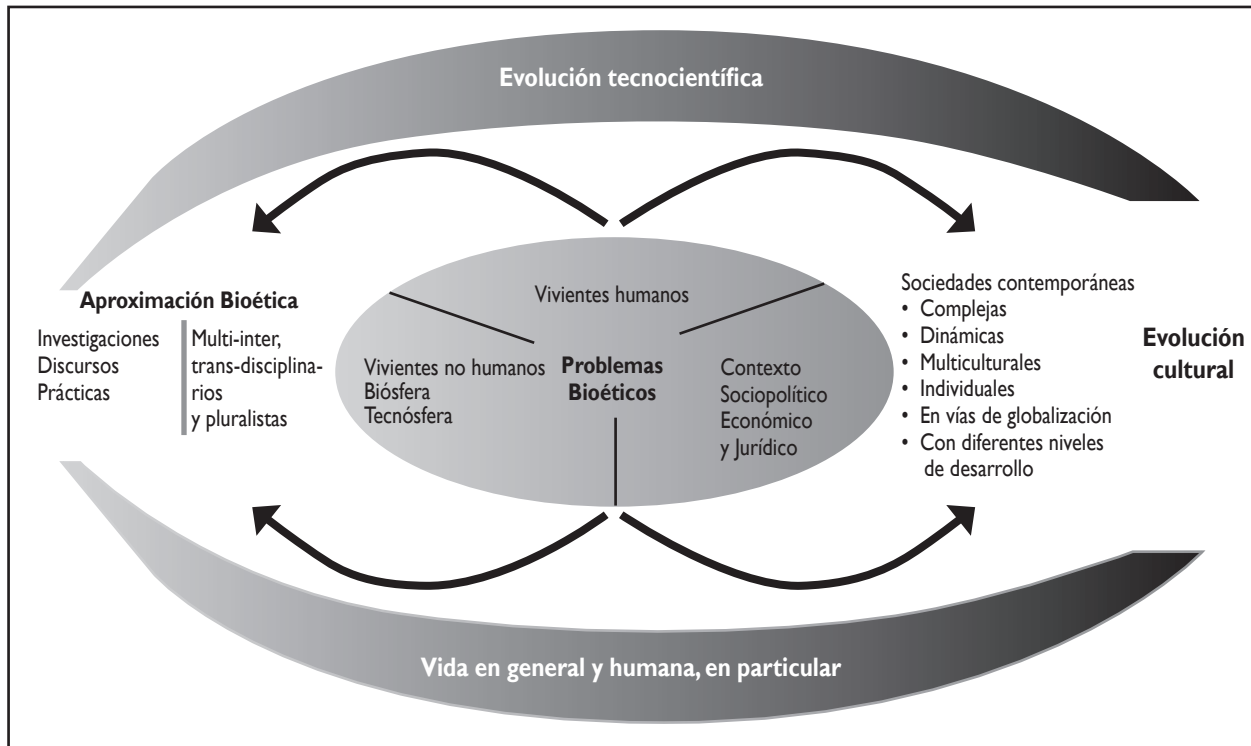 Evolución tecnocientífica
Aproximación Bioética
Investigaciones
Discursos
Prácticas
Multi-inter,
trans-disciplina-
rios
y pluralistas
Vivientes humanos
Vivientes no humanos
Biósfera
Tecnósfera
Problemas
Bioéticos
Contexto
Sociopolítico
Económico
y Jurídico
Sociedades contemporáneas
• Complejas
• Dinámicas
• Multiculturales
• Individuales
• En vías de globalización
• Con diferentes niveles
de desarrollo
Evolución
cultural
Vida en general y humana, en particular